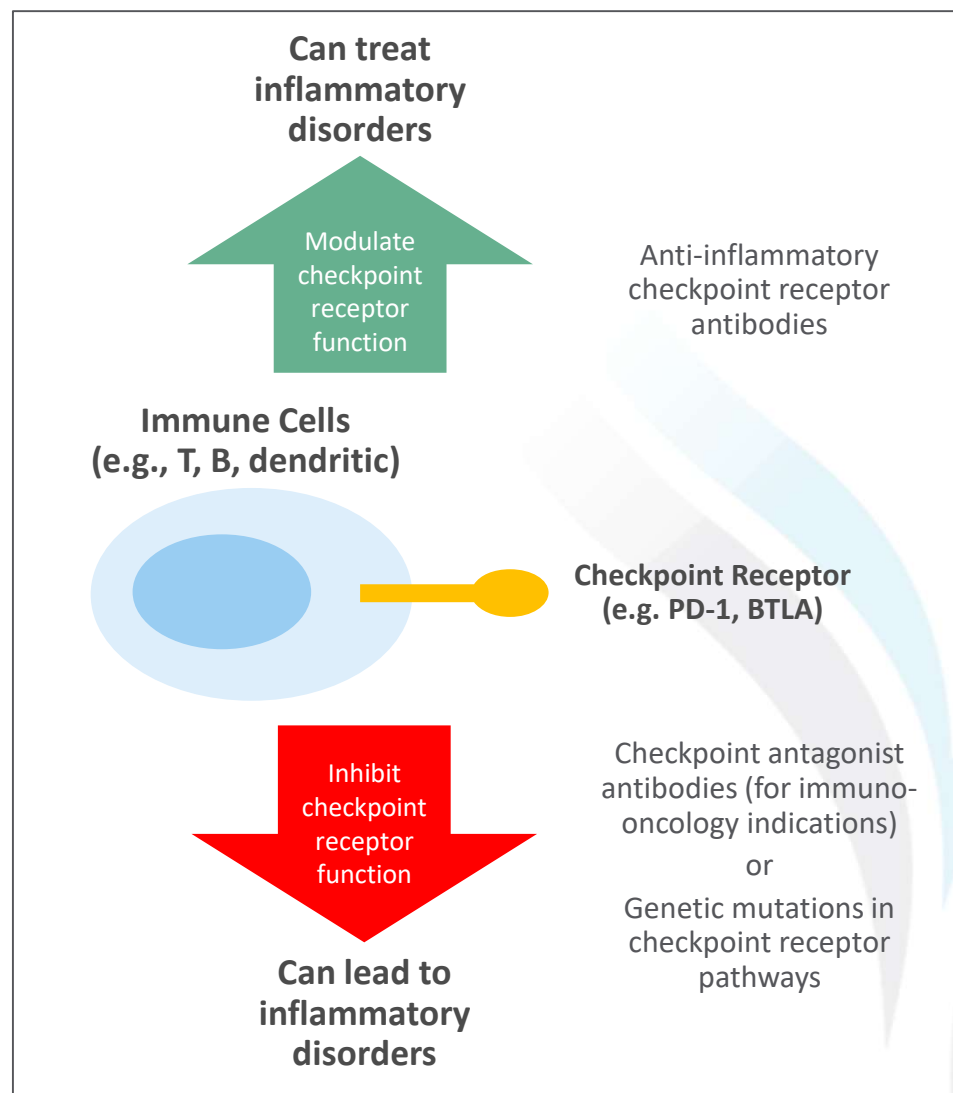 Can treat
inflammatory
disorders
Modulate
checkpoint
receptor
function
Anti-inflammatory
checkpoint receptor
antibodies
Immune Cells
(e.g., T, B, dendritic)
Checkpoint Receptor
(e.g. PD-1, BTLA)
Inhibit
checkpoint
receptor
function
Checkpoint antagonist
antibodies (for immuno-
oncology indications)
or
Genetic mutations in
checkpoint receptor
pathways
Can lead to
inflammatory
disorders